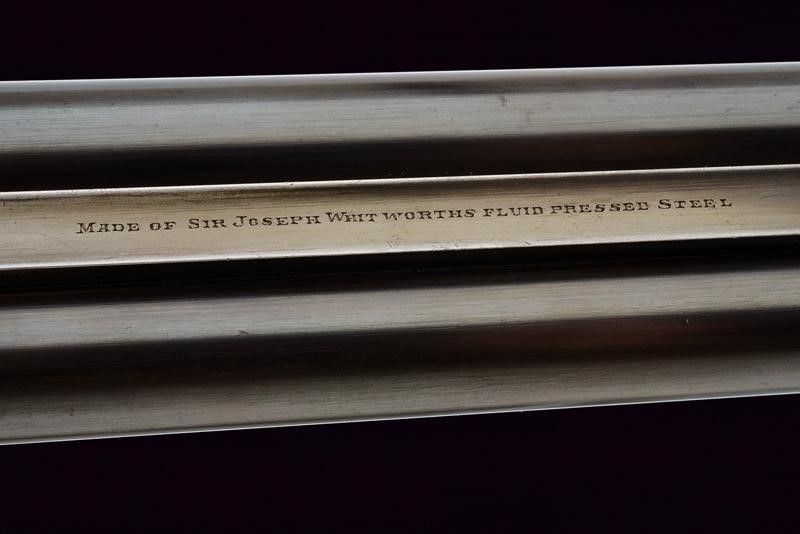 MADE OF SIR JOSEPH WHITWORTHS FLUID PRESSED STEEL